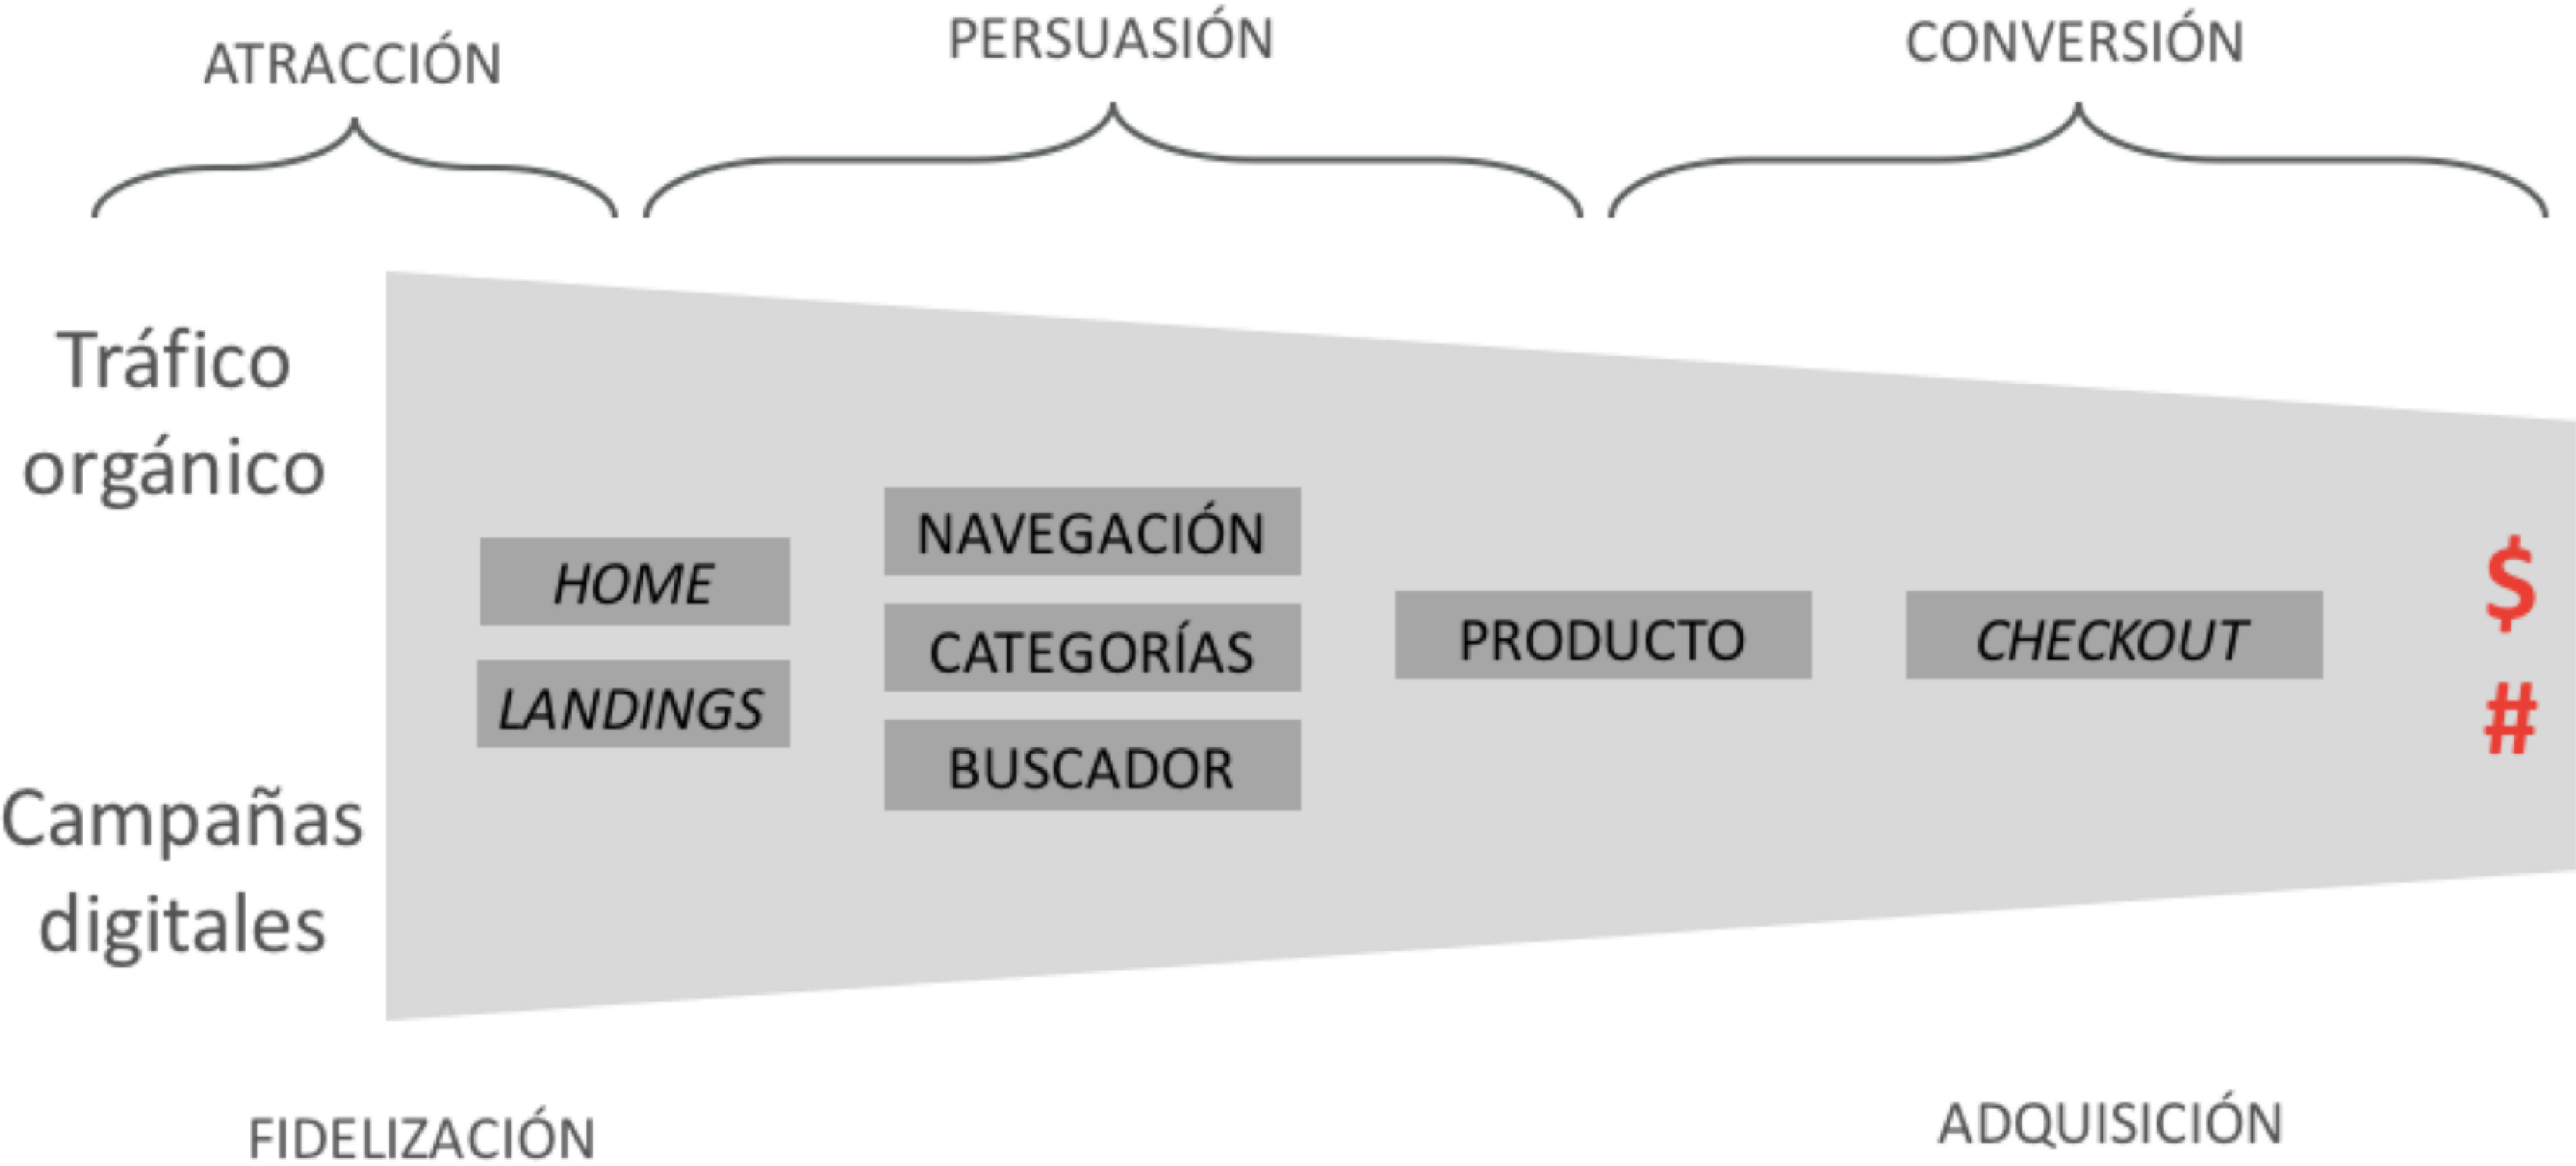 ATRACCIÓN
PERSUASIÓN
CONVERSIÓN
Tráfico
orgánico
Campañas
digitales
HOME
LANDINGS
NAVEGACIÓN
CATEGORÍAS
BUSCADOR
PRODUCTO
CHECKOUT
$
#
FIDELIZACIÓN
ADQUISICIÓN